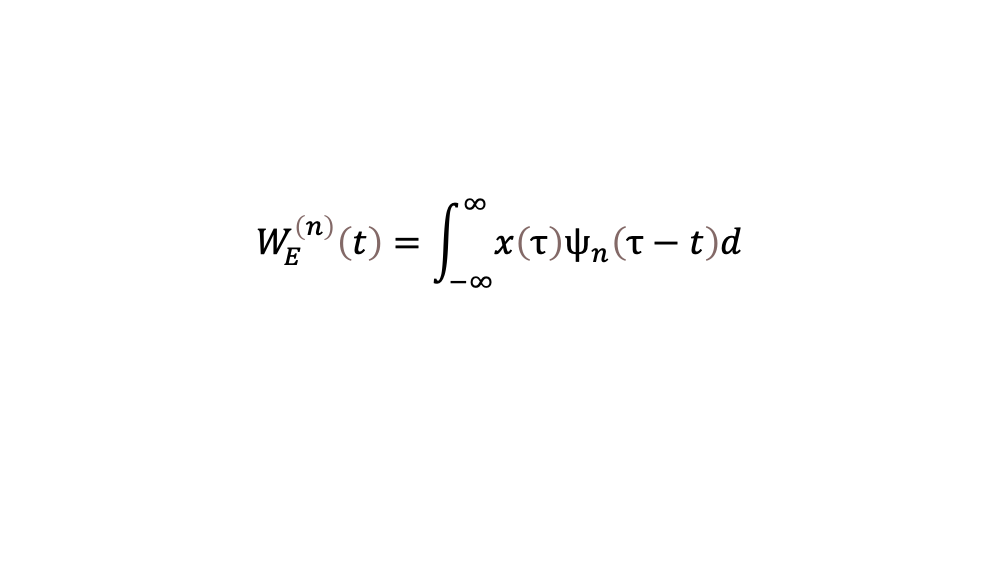 W_E^{(n)}(t) = ∫_{-∞}^{∞} x(τ)ψ_n(τ − t)d